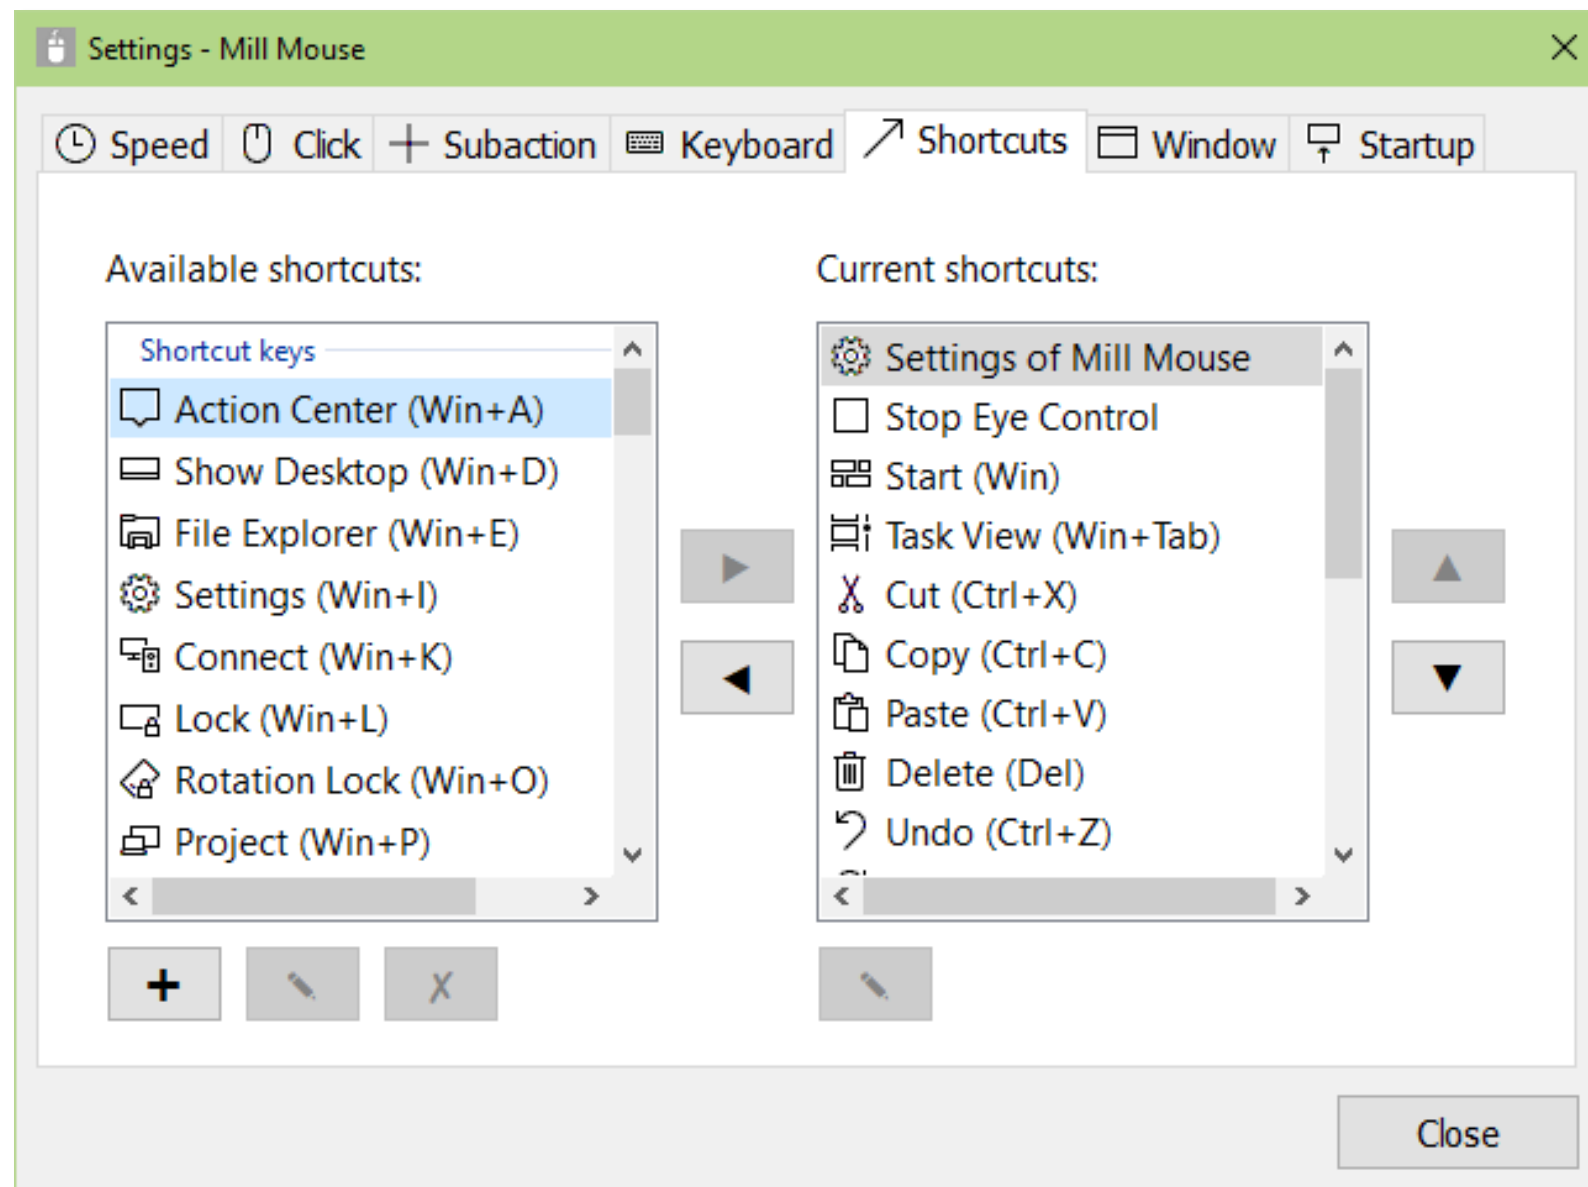 Settings - Mill Mouse
Speed
Click
Subaction
Keyboard
Shortcuts
Window
Startup
Available shortcuts:
Shortcut keys
Action Center (Win+A)
Show Desktop (Win+D)
File Explorer (Win+E)
Settings (Win+I)
Connect (Win+K)
Lock (Win+L)
Rotation Lock (Win+O)
Project (Win+P)
Current shortcuts:
Settings of Mill Mouse
Stop Eye Control
Start (Win)
Task View (Win+Tab)
Cut (Ctrl+X)
Copy (Ctrl+C)
Paste (Ctrl+V)
Delete (Del)
Undo (Ctrl+Z)
Close